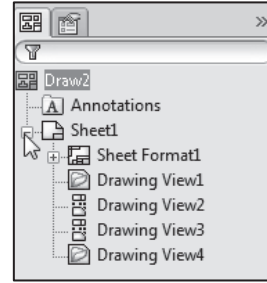 Draw2
A Annotations
Sheet1
Sheet Format1
Drawing View1
Drawing View2
Drawing View3
Drawing View4